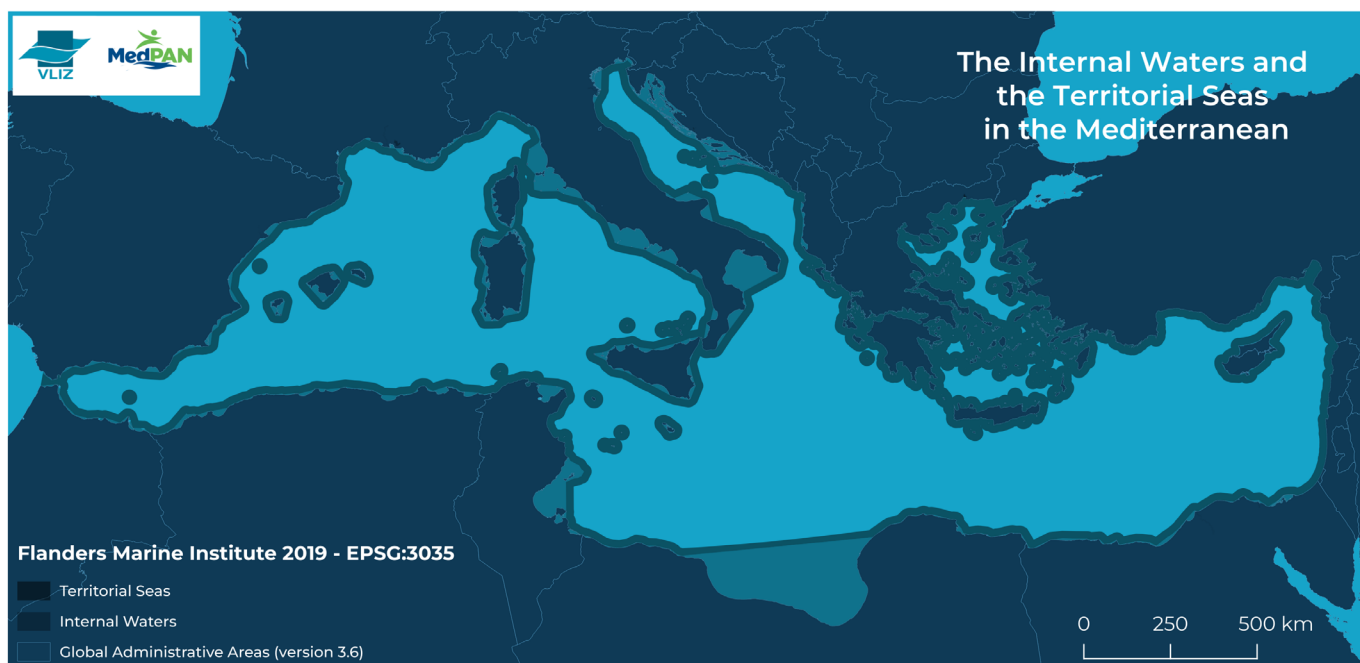 VLIZ
MedPAN
The Internal Waters and
the Territorial Seas
in the Mediterranean
Flanders Marine Institute 2019 - EPSG:3035
Territorial Seas
Internal Waters
Global Administrative Areas (version 3.6)
0 250 500 km